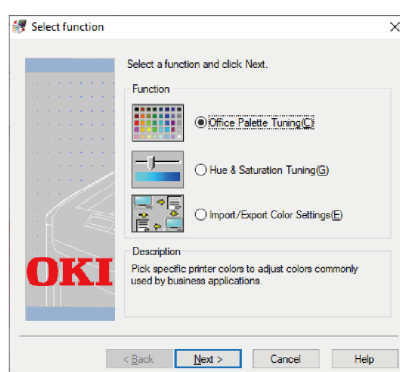 Select function
Select a function and click Next.
Function
Office Palette Tuning(C)
Hue & Saturation Tuning(G)
Import/Export Color Settings(E)
Description
Pick specific printer colors to adjust colors commonly
used by business applications.
OKI
< Back Next > Cancel Help